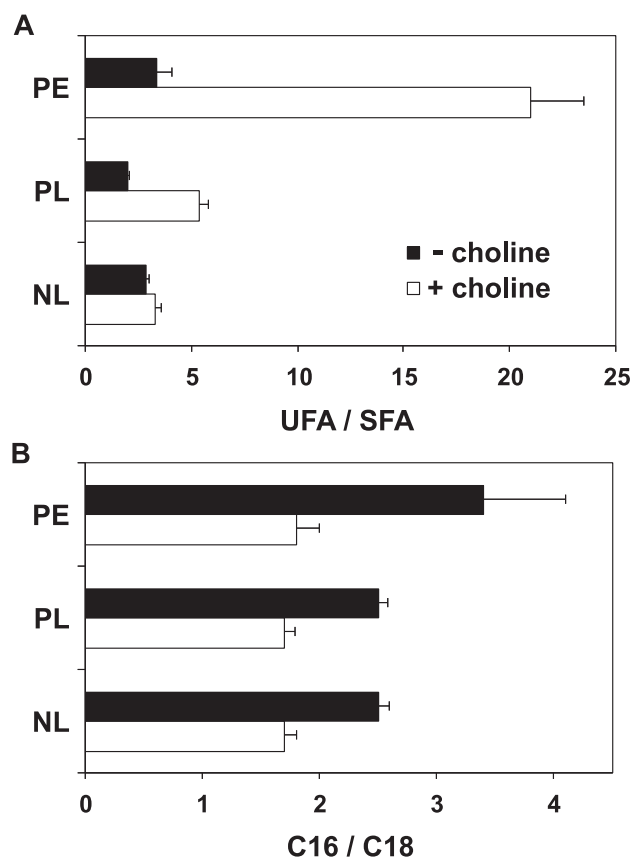 A
PE
PL
NL
- choline
+ choline
0 5 10 15 20 25
UFA / SFA
B
PE
PL
NL
0 1 2 3 4
C16 / C18